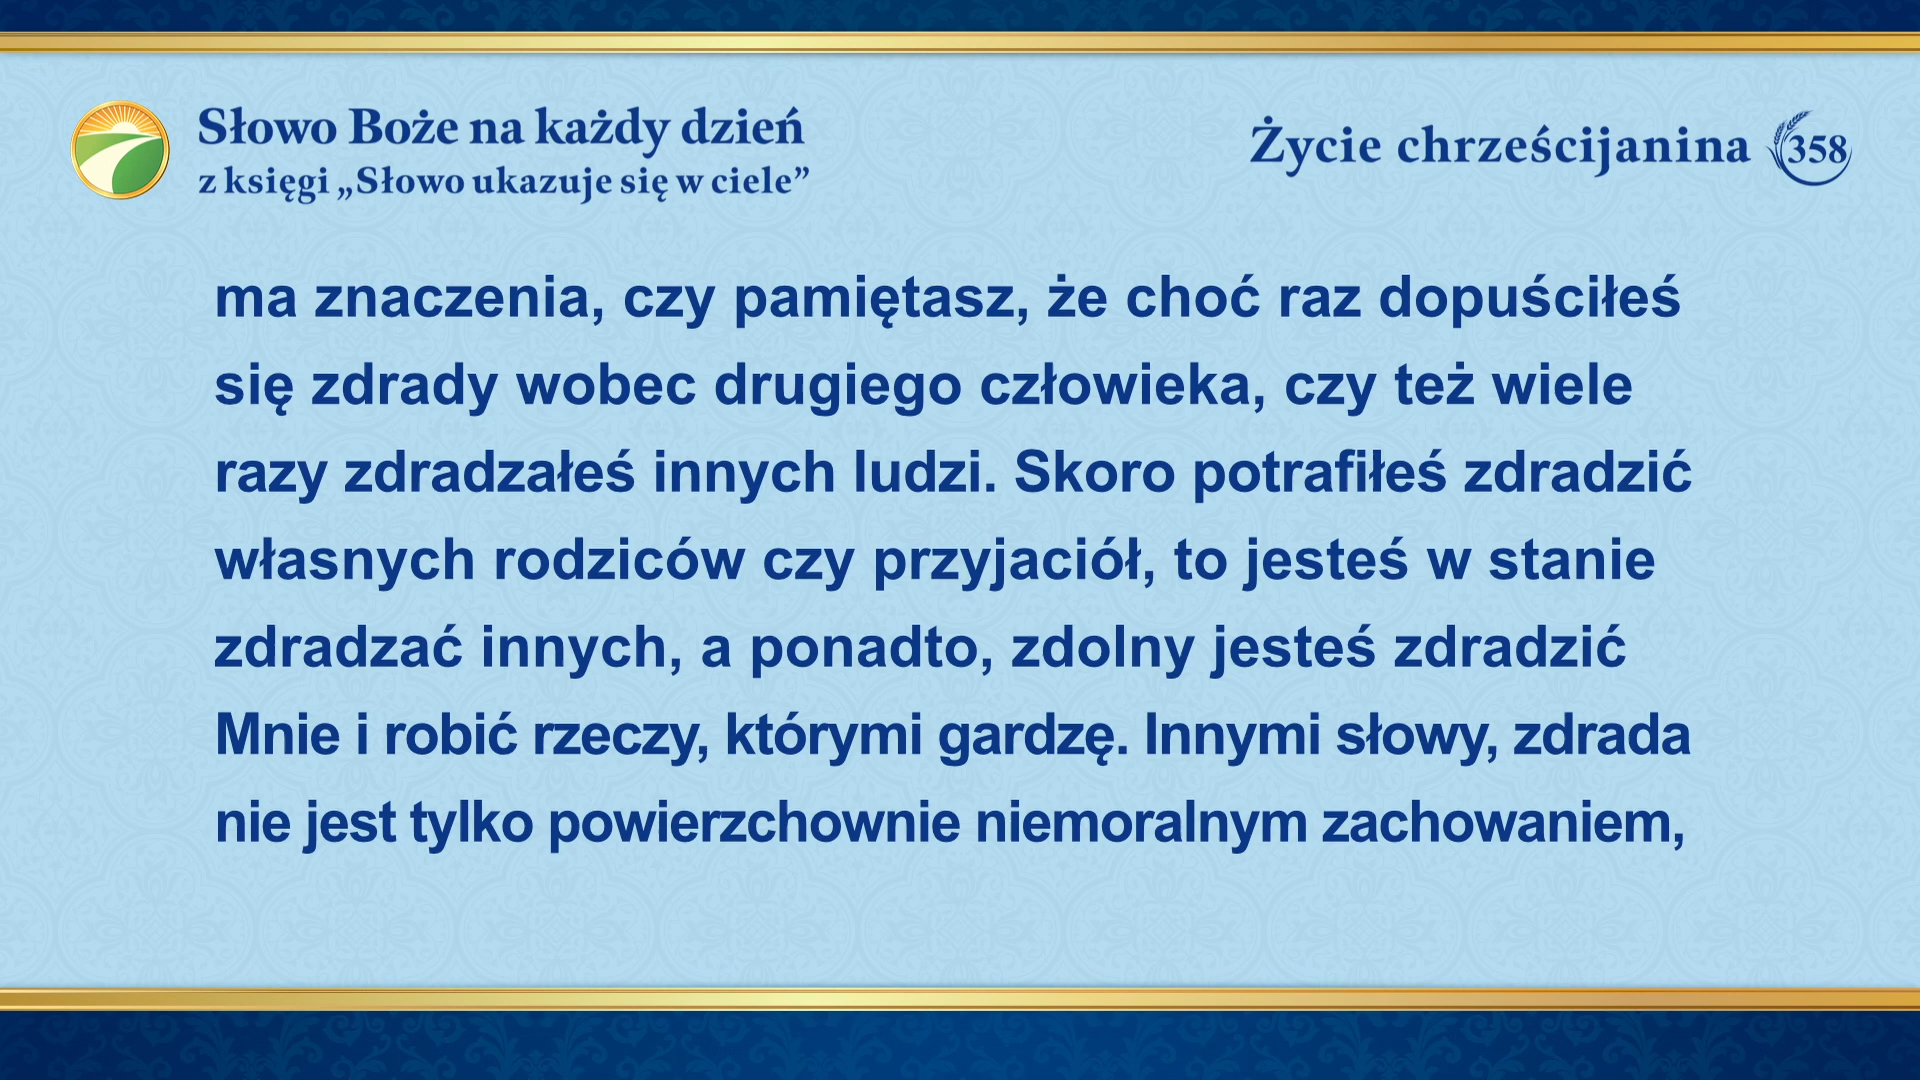 Słowo Boże na każdy dzień
z księgi „Słowo ukazuje się w ciele”
Życie chrześcijanina 358
ma znaczenia, czy pamiętasz, że choć raz dopuściłeś
się zdrady wobec drugiego człowieka, czy też wiele
razy zdradzałeś innych ludzi. Skoro potrafiłeś zdradzić
własnych rodziców czy przyjaciół, to jesteś w stanie
zdradzać innych, a ponadto, zdolny jesteś zdradzić
Mnie i robić rzeczy, którymi gardzę. Innymi słowy, zdrada
nie jest tylko powierzchownie niemoralnym zachowaniem,